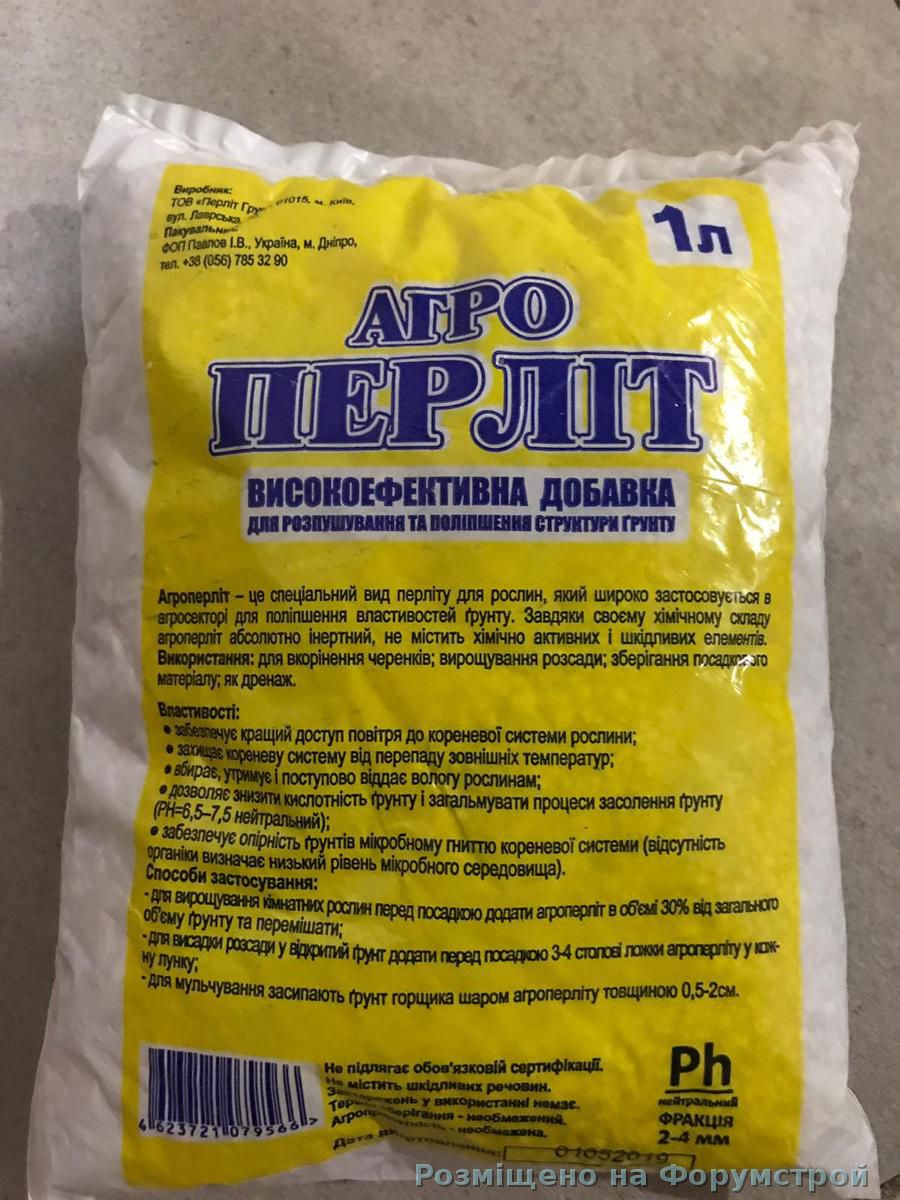 Виробник:
ТОВ «Перліт 01015, м. Київ,
вул. Лаврська
ФОП Павлов І.В., Україна, м. Дніпро,
тел. +38 (056) 785 32 90
1л
АГРО
ПЕРЛІТ
ВИСОКОЕФЕКТИВНА ДОБАВКА
ДЛЯ РОЗПУШУВАННЯ ТА ПОЛІПШЕННЯ СТРУКТУРИ ҐРУНТУ
Агроперліт – це спеціальний вид перліту для рослин, який широко застосовується в
агросекторі для поліпшення властивостей ґрунту. Завдяки своєму хімічному складу
агроперліт абсолютно інертний, не містить хімічно активних і шкідливих елементів.
Використання: для вкорінення черенків; вирощування розсади; зберігання посадкового
матеріалу; як дренаж.
Властивості:
• забезпечує кращий доступ повітря до кореневої системи рослини;
• захищає кореневу систему від перепаду зовнішніх температур;
• вбирає, утримує і поступово віддає вологу рослинам;
• дозволяє знизити кислотність ґрунту і загальмувати процеси засолення ґрунту
(PH=6,5–7,5 нейтральний);
• забезпечує опірність ґрунтів мікробному гниттю кореневої системи (відсутність
органіки визначає низький рівень мікробного середовища).
Способи застосування:
- для вирощування кімнатних рослин перед посадкою додати агроперліт в об'ємі 30% від загального
об'єму ґрунту та перемішати;
- для висадки розсади у відкритий ґрунт додати перед посадкою 3-4 столові ложки агроперліту у кож-
ну лунку;
- для мульчування засипають ґрунт горщика шаром агроперліту товщиною 0,5-2см.
Не підлягає обов'язковій сертифікації.
Не містить шкідливих речовин.
у використанні немає.
- необмежений.
- необмежена.
Дата виготовлення: 01052019
4 623721 079566 >
Ph
нейтральний
ФРАКЦІЯ
2-4 мм
Розміщено на Форумстрой